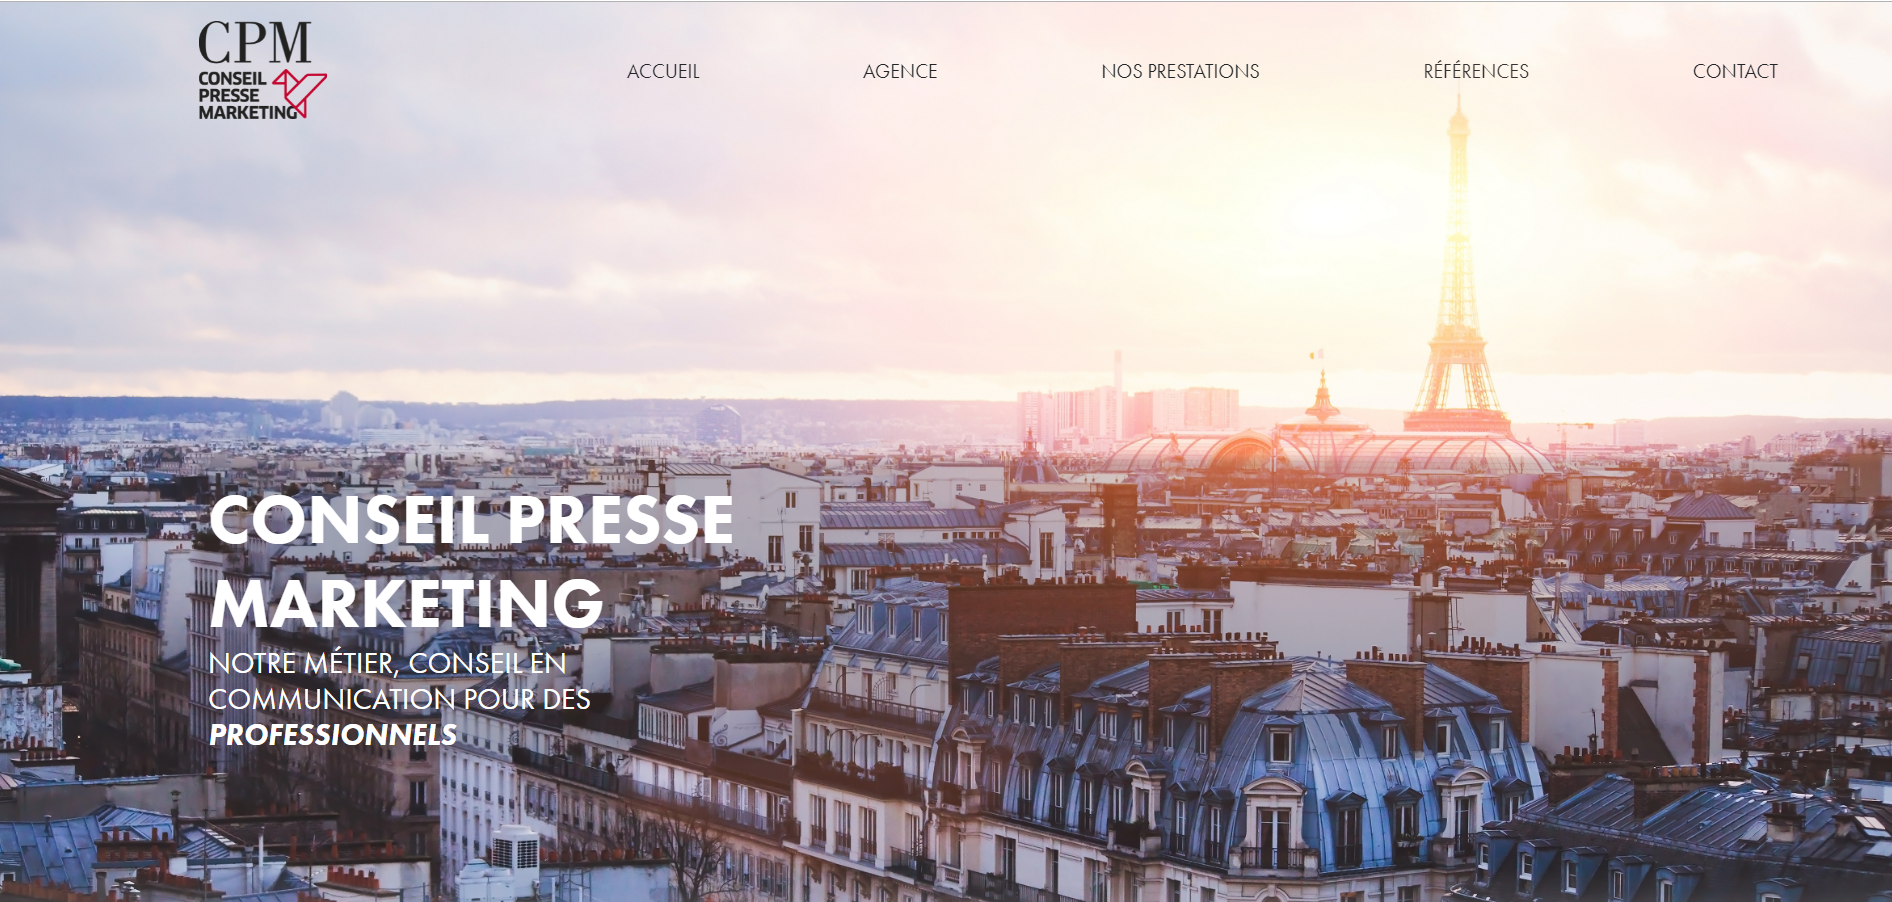 CPM
CONSEIL
PRESSE
MARKETING
ACCUEIL
AGENCE
NOS PRESTATIONS
RÉFÉRENCES
CONTACT
CONSEIL PRESSE
MARKETING
NOTRE MÉTIER, CONSEIL EN
COMMUNICATION POUR DES
PROFESSIONNELS